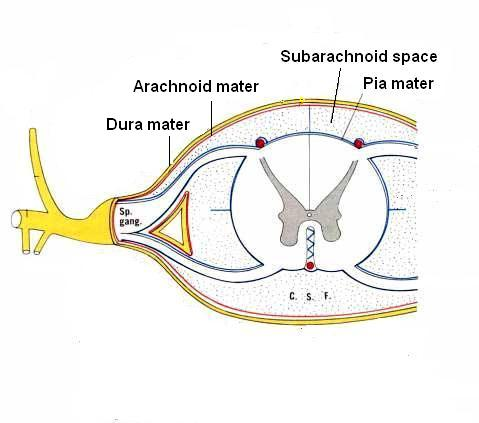 Subarachnoid space
Pia mater
Arachnoid mater
Dura mater
Sp.
gang.
C. S. F.